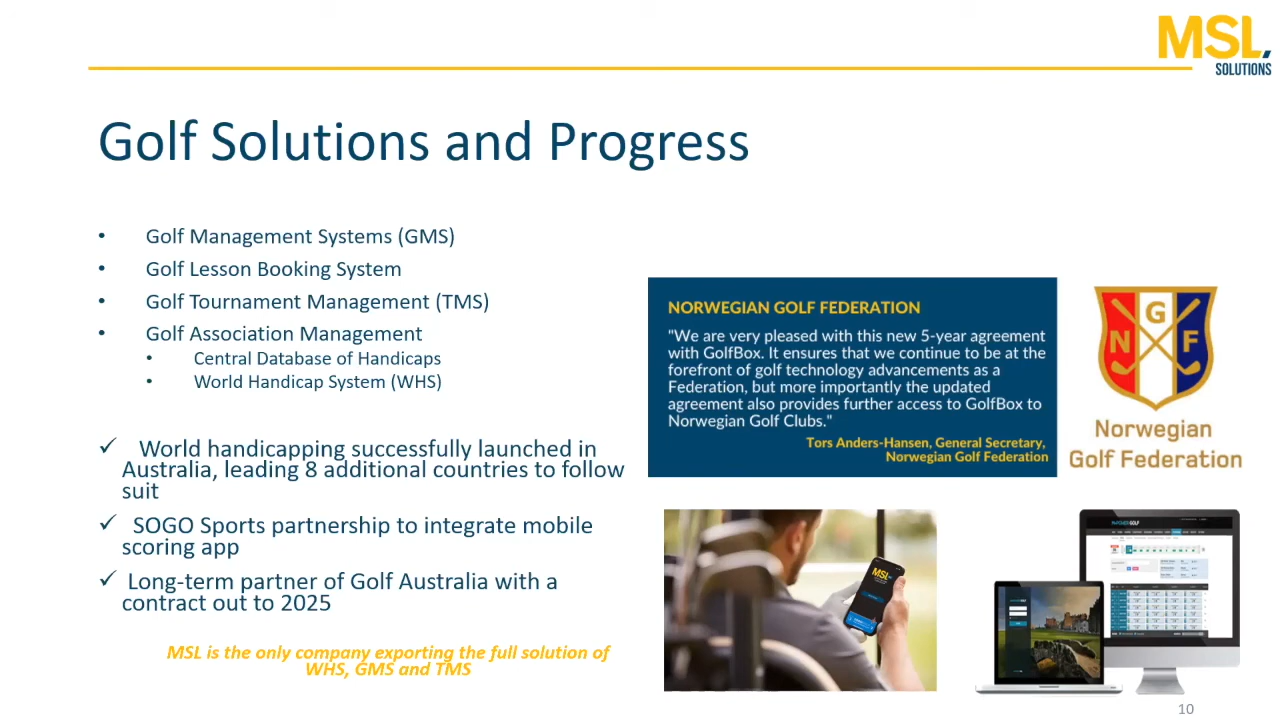 MSL
SOLUTIONS
Golf Solutions and Progress
• Golf Management Systems (GMS)
• Golf Lesson Booking System
• Golf Tournament Management (TMS)
• Golf Association Management
• Central Database of Handicaps
• World Handicap System (WHS)
✓ World handicapping successfully launched in
Australia, leading 8 additional countries to follow
suit
✓ SOGO Sports partnership to integrate mobile
scoring app
✓ Long-term partner of Golf Australia with a
contract out to 2025
MSL is the only company exporting the full solution of
WHS, GMS and TMS
NORWEGIAN GOLF FEDERATION
"We are very pleased with this new 5-year agreement
with GolfBox. It ensures that we continue to be at the
forefront of golf technology advancements as a
Federation, but more importantly the updated
agreement also provides further access to GolfBox to
Norwegian Golf Clubs."
Tors Anders-Hansen, General Secretary,
Norwegian Golf Federation
N G F
Norwegian
Golf Federation
MSL
10